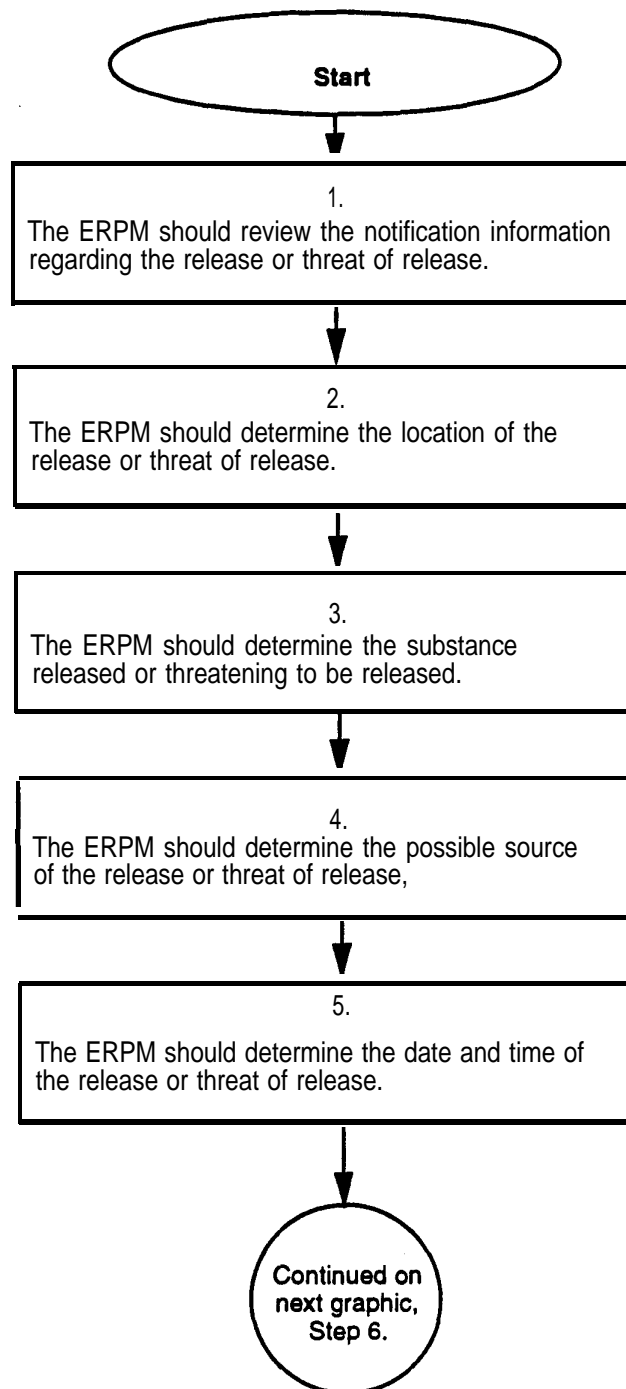 Start
1.
The ERPM should review the notification information
regarding the release or threat of release.
2.
The ERPM should determine the location of the
release or threat of release.
3.
The ERPM should determine the substance
released or threatening to be released.
4.
The ERPM should determine the possible source
of the release or threat of release,
5.
The ERPM should determine the date and time of
the release or threat of release.
Continued on
next graphic,
Step 6.